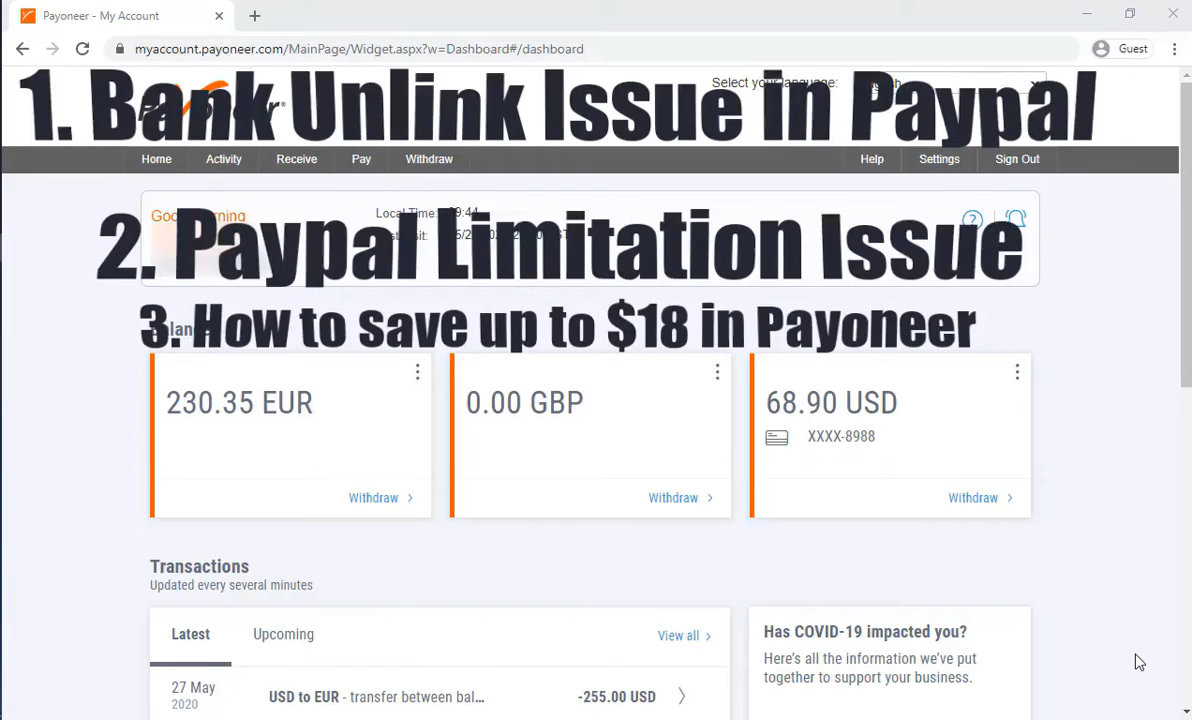 Payoneer - My Account
myaccount.payoneer.com/MainPage/Widget.aspx?w=Dashboard#/dashboard
Guest
Select your language:
1. Bank Unlink Issue in Paypal
Home Activity Receive Pay Withdraw Help Settings Sign Out
Local Time:
2. Paypal Limitation Issue
3. How to save up to $18 in Payoneer
230.35 EUR 0.00 GBP 68.90 USD
XXXX-8988
Withdraw Withdraw Withdraw
Transactions
Updated every several minutes
Latest Upcoming View all
Has COVID-19 impacted you?
Here's all the information we've put
together to support your business.
27 May
2020
USD to EUR - transfer between bal... -255.00 USD